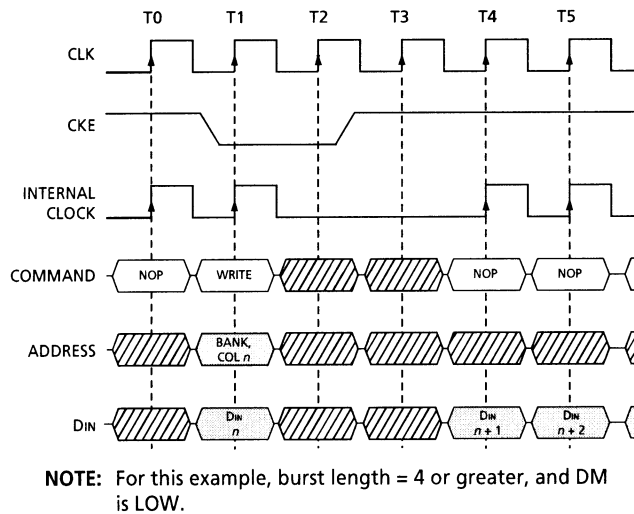 T0 T1 T2 T3 T4 T5
CLK
CKE
INTERNAL
CLOCK
COMMAND NOP WRITE NOP NOP
ADDRESS BANK,
COL n
DIN DIN
n DIN
n + 1 DIN
n + 2
NOTE: For this example, burst length = 4 or greater, and DM
is LOW.